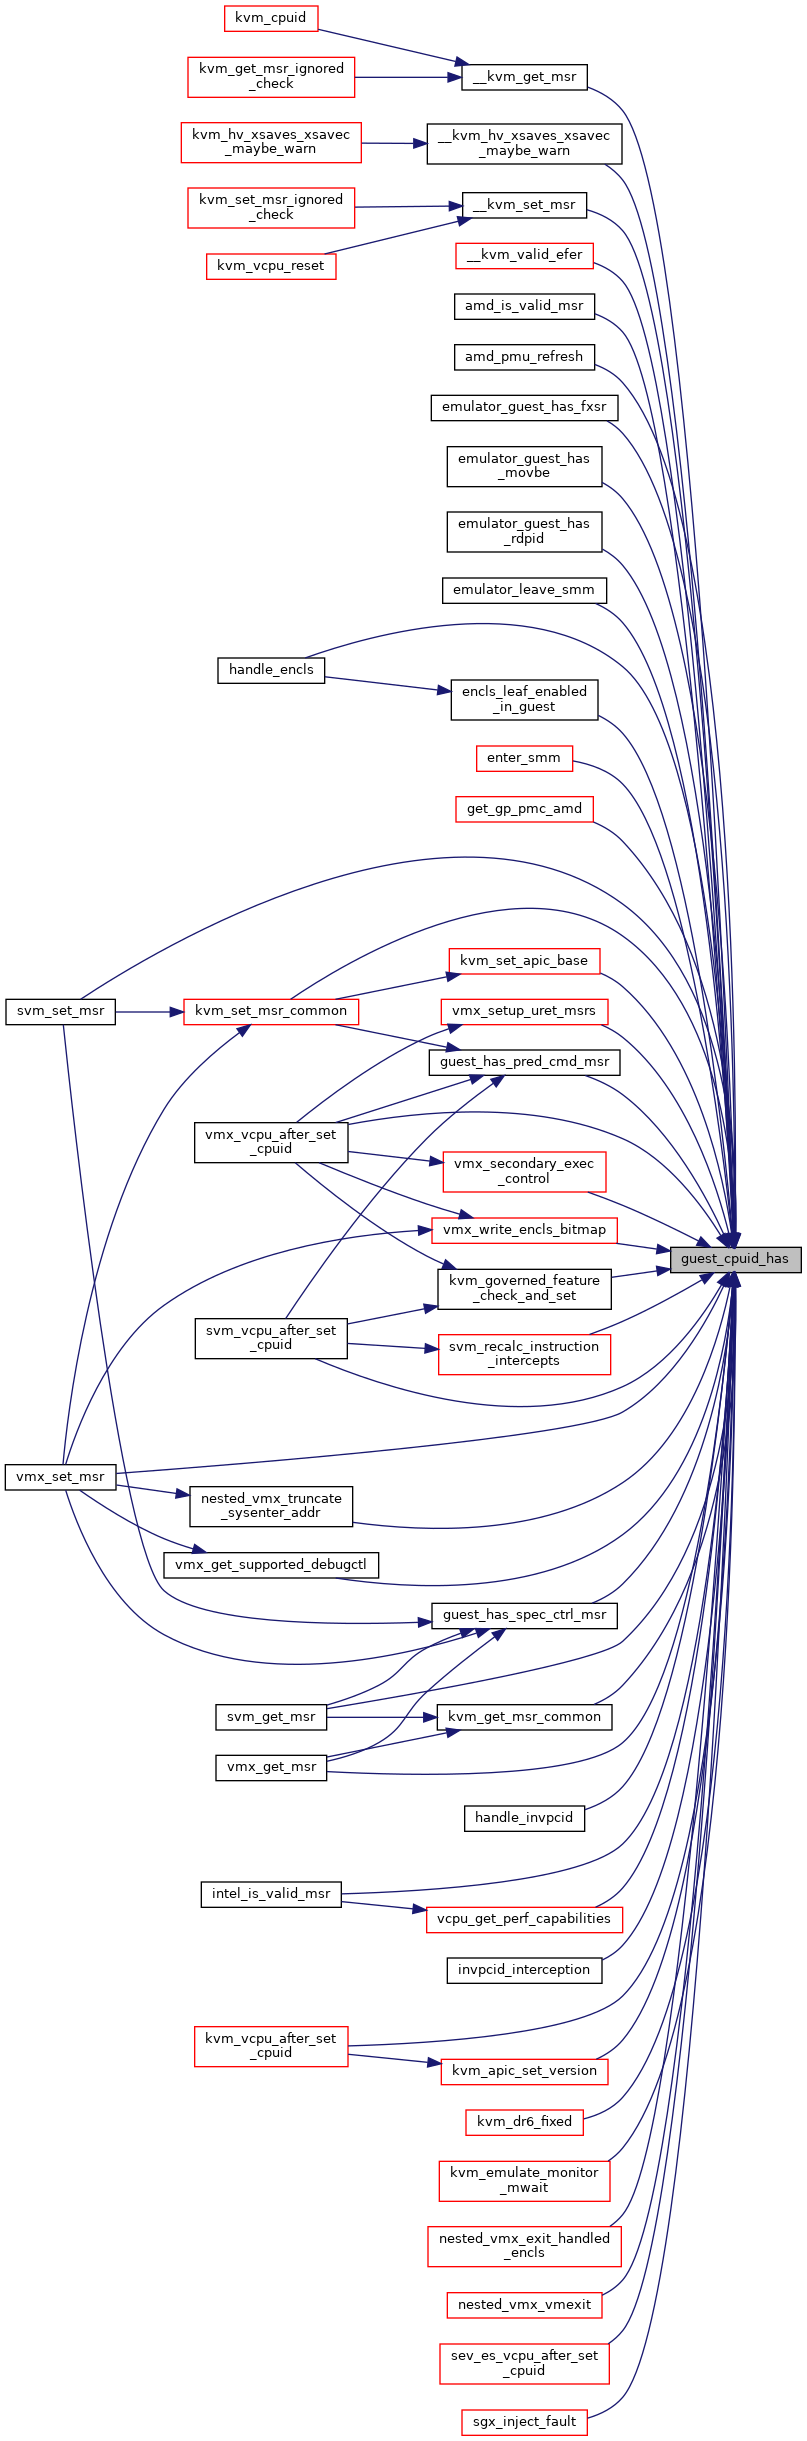 kvm_cpuid
kvm_get_msr_ignored
_check
__kvm_get_msr
kvm_hv_xsaves_xsavec
_maybe_warn
__kvm_hv_xsaves_xsavec
_maybe_warn
kvm_set_msr_ignored
_check
__kvm_set_msr
kvm_vcpu_reset
__kvm_valid_efer
amd_is_valid_msr
amd_pmu_refresh
emulator_guest_has_fxsr
emulator_guest_has
_movbe
emulator_guest_has
_rdpid
emulator_leave_smm
handle_encls
encls_leaf_enabled
_in_guest
enter_smm
get_gp_pmc_amd
kvm_set_apic_base
svm_set_msr
kvm_set_msr_common
vmx_setup_uret_msrs
guest_has_pred_cmd_msr
vmx_vcpu_after_set
_cpuid
vmx_secondary_exec
_control
vmx_write_encls_bitmap
guest_cpuid_has
kvm_governed_feature
_check_and_set
svm_vcpu_after_set
_cpuid
svm_recalc_instruction
_intercepts
vmx_set_msr
nested_vmx_truncate
_sysenter_addr
vmx_get_supported_debugctl
guest_has_spec_ctrl_msr
svm_get_msr
kvm_get_msr_common
vmx_get_msr
handle_invpcid
intel_is_valid_msr
vcpu_get_perf_capabilities
invpcid_interception
kvm_vcpu_after_set
_cpuid
kvm_apic_set_version
kvm_dr6_fixed
kvm_emulate_monitor
_mwait
nested_vmx_exit_handled
_encls
nested_vmx_vmexit
sev_es_vcpu_after_set
_cpuid
sgx_inject_fault